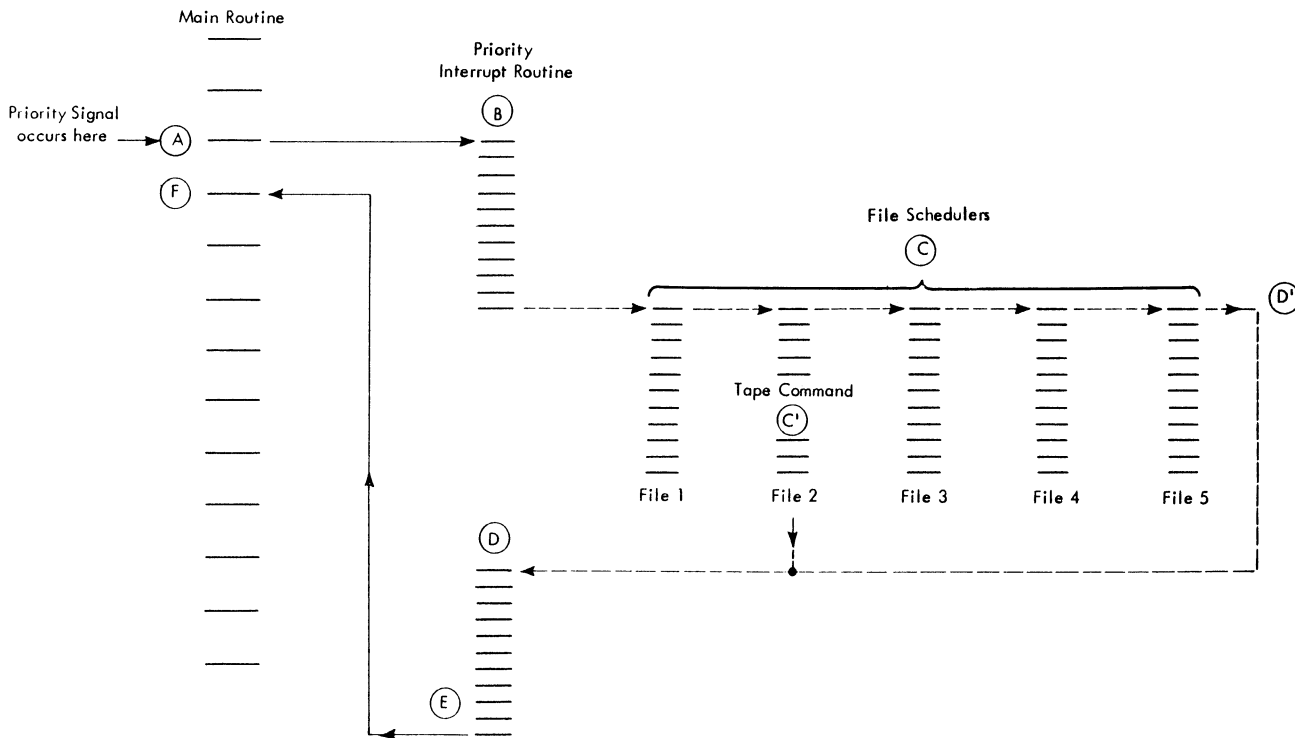 Main Routine
Priority
Interrupt Routine
B
Priority Signal
occurs here
A
F
File Schedulers
C
D'
Tape Command
C'
File 1
File 2
File 3
File 4
File 5
D
E